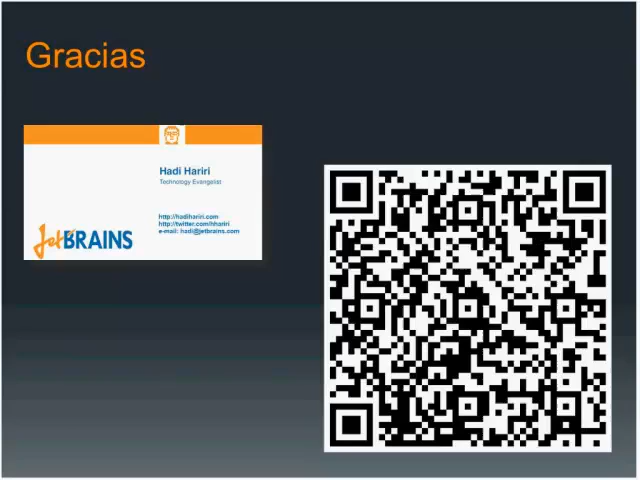 Gracias
Hadi Hariri
Technology Evangelist
http://hadihariri.com
http://twitter.com/hhariri
e-mail: hadi@jetbrains.com
JetBRAINS